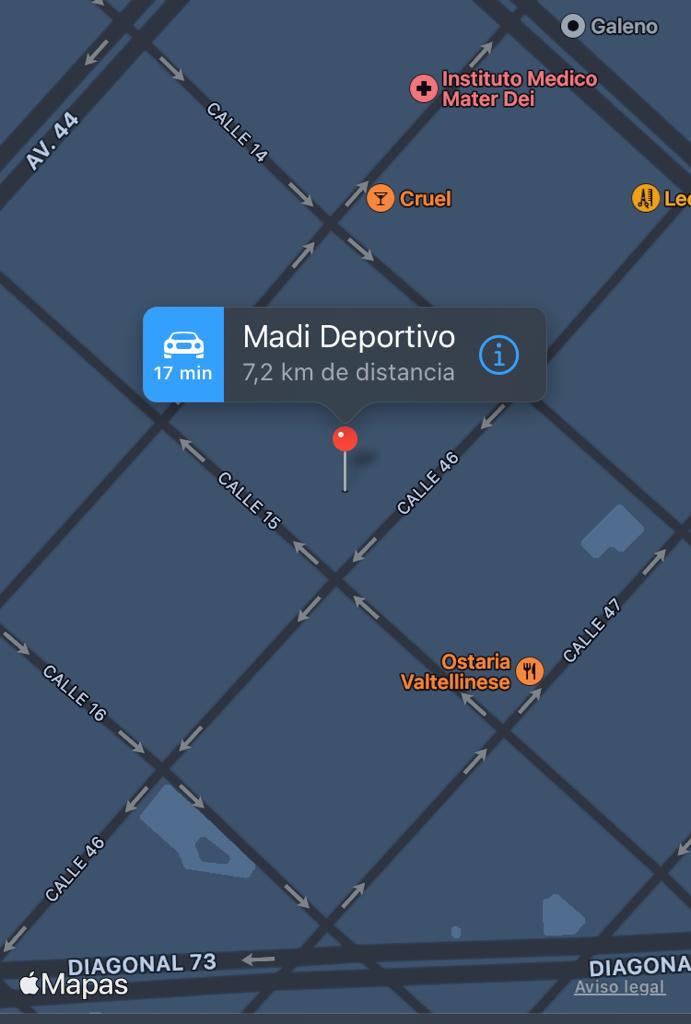 Galeno
Instituto Medico
Mater Dei
CALLE 14
AV. 44
Cruel
Madi Deportivo
17 min
7,2 km de distancia
CALLE 46
CALLE 15
CALLE 47
Ostaria
Valtellinese
CALLE 16
CALLE 46
DIAGONAL 73
Mapas
Aviso legal